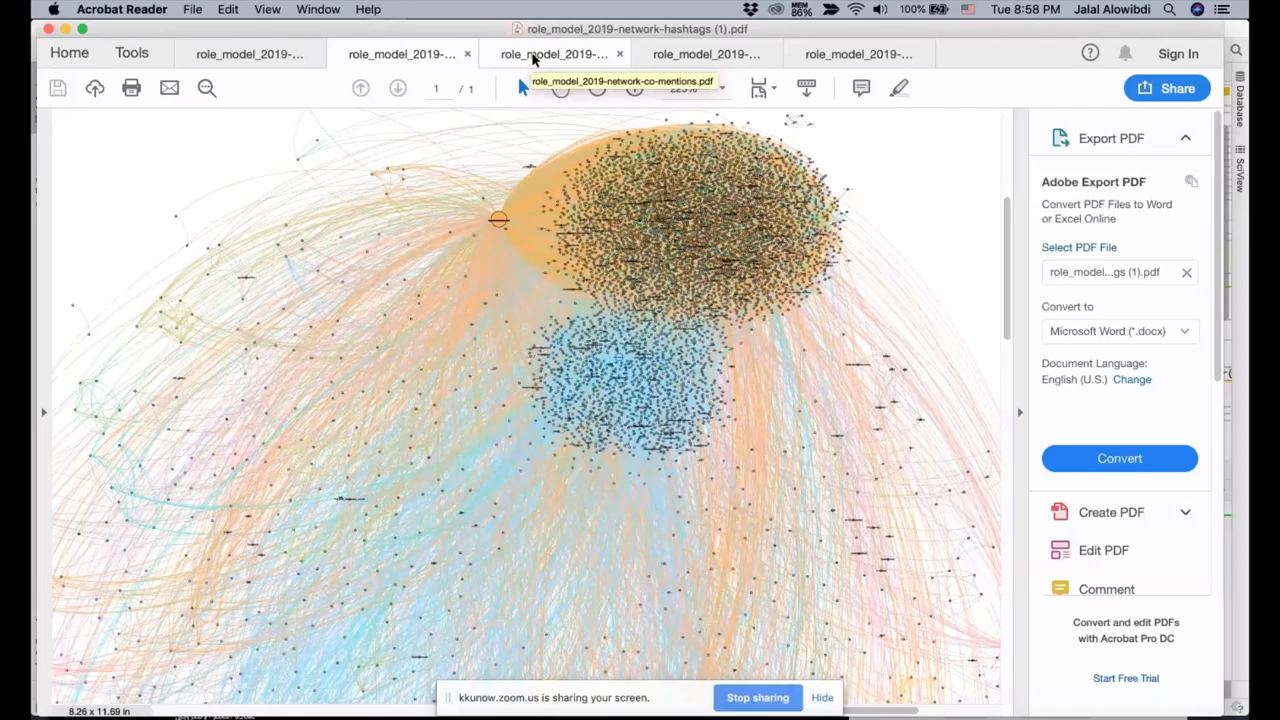 Acrobat Reader File Edit View Window Help MEM 86% 100% Tue 8:58 PM Jalal Alowibdi
role_model_2019-network-hashtags (1).pdf
Home Tools role_model_2019-... role_model_2019-... × role_model_2019-... × role_model_2019-... role_model_2019-... Sign In
role_model_2019-network-co-mentions.pdf
1 / 1 Share
Export PDF
Adobe Export PDF
Convert PDF Files to Word
or Excel Online
Select PDF File
role_model...gs (1).pdf
Convert to
Microsoft Word (*.docx)
Document Language:
English (U.S.) Change
Convert
Create PDF
Edit PDF
Comment
Convert and edit PDFs
with Acrobat Pro DC
Start Free Trial
Database
SciView
kkunow.zoom.us is sharing your screen. Stop sharing Hide
8.26 x 11.69 in